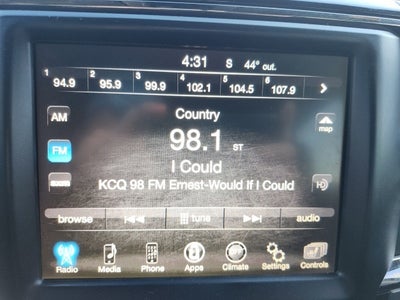 4:31 S 44° out.
1 94.9 2 95.9 3 99.9 4 102.1 5 104.5 6 107.9
AM Country map
FM 98.1 ST
I Could
KCQ 98 FM Ernest-Would If I Could HD
browse tune audio
Radio Media Phone Apps Climate Settings Controls